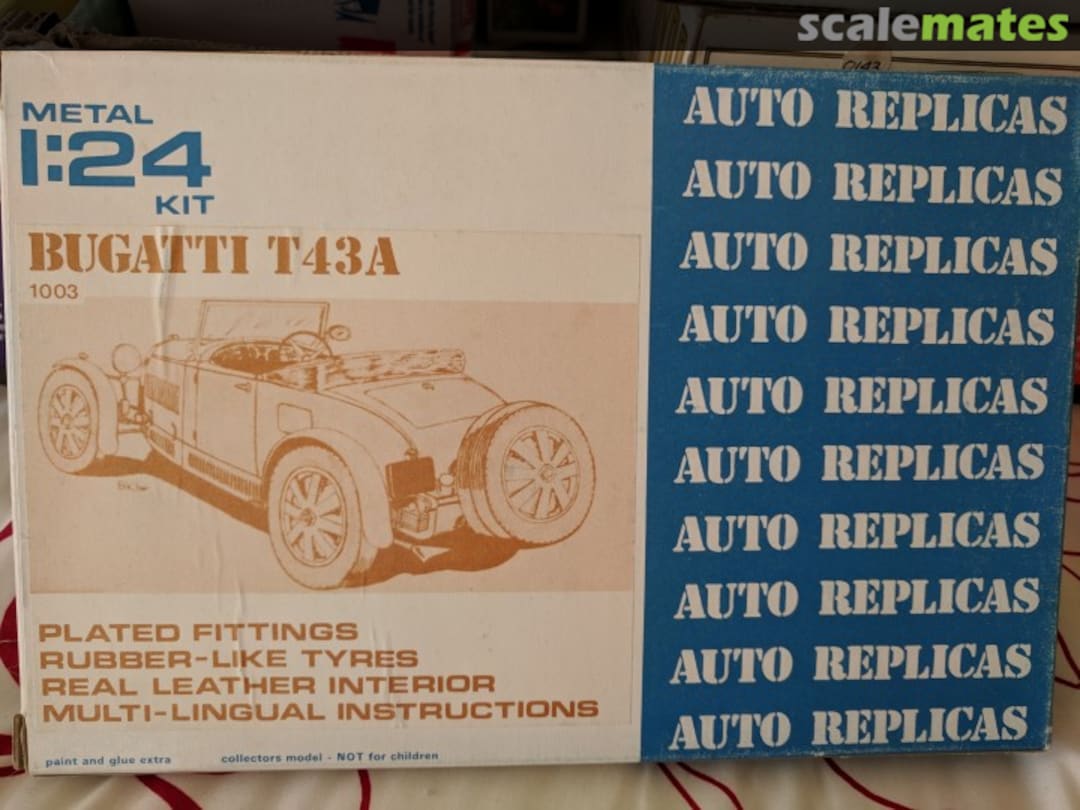 scalemates
0143
METAL
1:24
KIT
BUGATTI T43A
1003
PLATED FITTINGS
RUBBER-LIKE TYRES
REAL LEATHER INTERIOR
MULTI-LINGUAL INSTRUCTIONS
paint and glue extra
collectors model - NOT for children
AUTO REPLICAS
AUTO REPLICAS
AUTO REPLICAS
AUTO REPLICAS
AUTO REPLICAS
AUTO REPLICAS
AUTO REPLICAS
AUTO REPLICAS
AUTO REPLICAS
AUTO REPLICAS